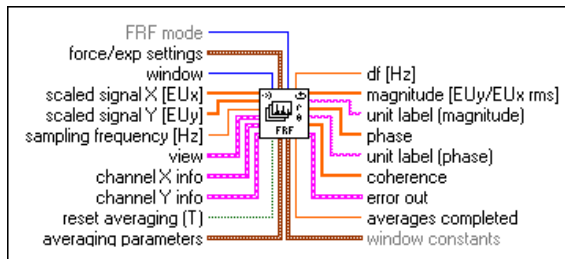 FRF mode
force/exp settings
window
scaled signal X [EUx]
scaled signal Y [EUy]
sampling frequency [Hz]
view
channel X info
channel Y info
reset averaging (T)
averaging parameters
FRF
df [Hz]
magnitude [EUy/EUx rms]
unit label (magnitude)
phase
unit label (phase)
coherence
error out
averages completed
window constants